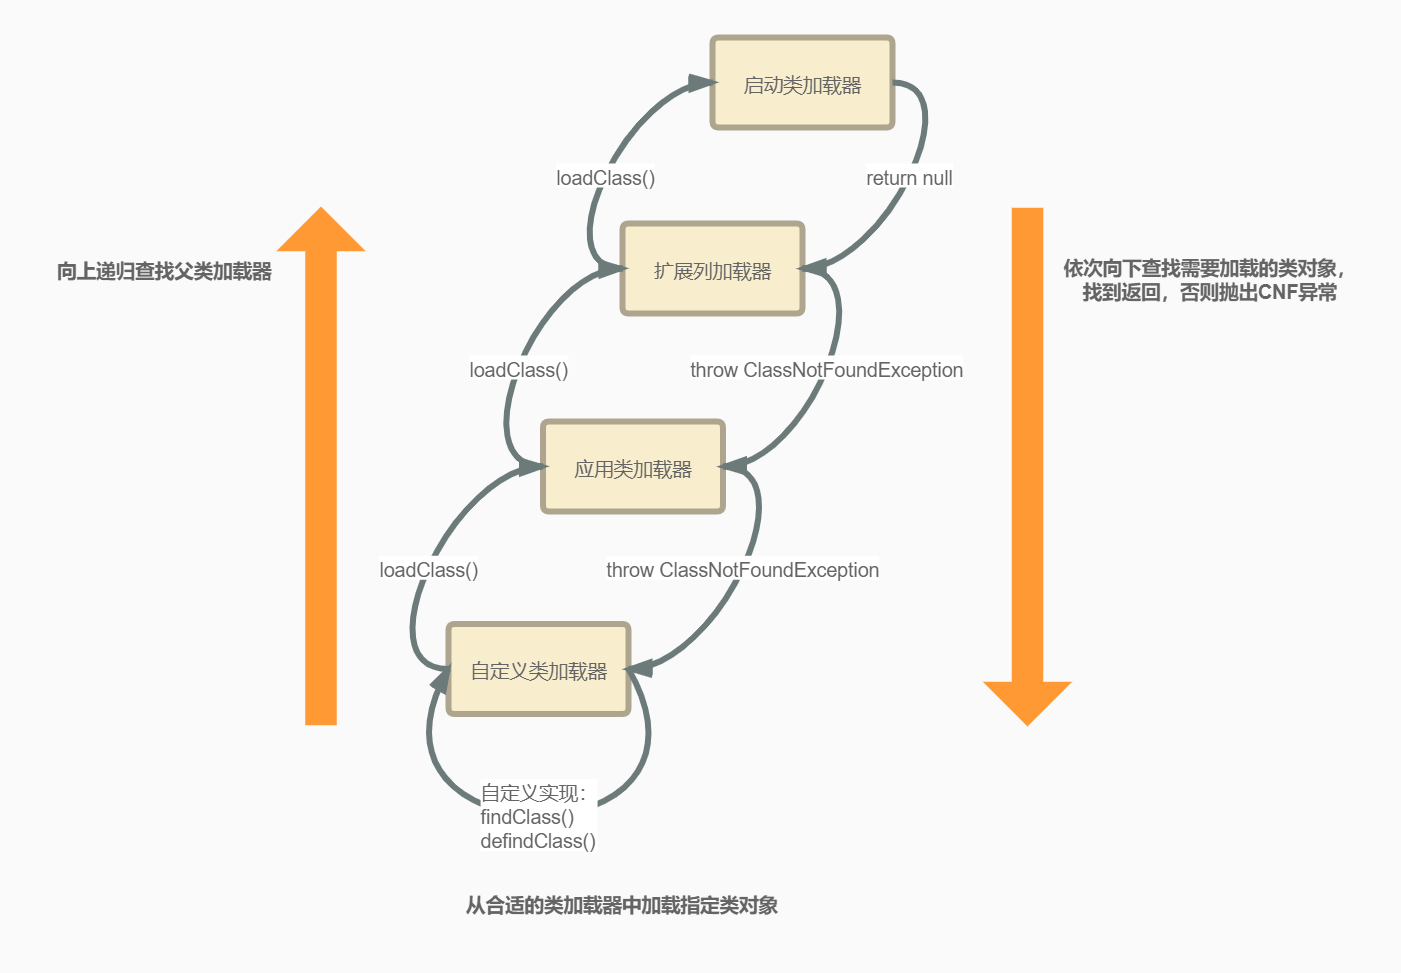 启动类加载器
loadClass()
return null
向上递归查找父类加载器
扩展列加载器
依次向下查找需要加载的类对象，
找到返回，否则抛出CNF异常
loadClass()
throw ClassNotFoundException
应用类加载器
loadClass()
throw ClassNotFoundException
自定义类加载器
自定义实现：
findClass()
defindClass()
从合适的类加载器中加载指定类对象